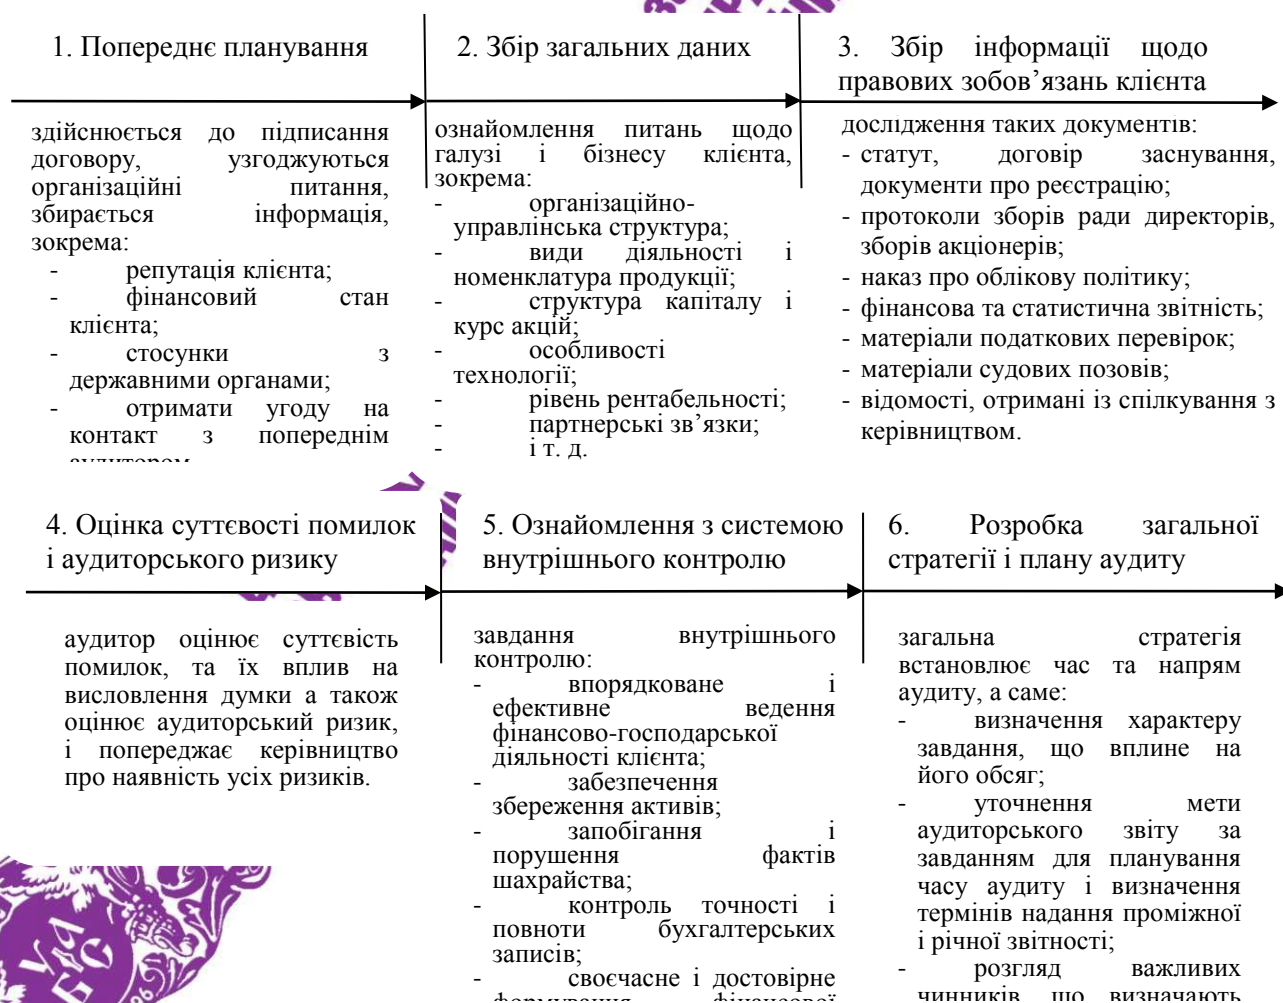 1. Попереднє планування
здійснюється до підписання
договору, узгоджуються
організаційні питання,
збирається інформація,
зокрема:
- репутація клієнта;
- фінансовий стан
клієнта;
- стосунки з
державними органами;
- отримати угоду на
контакт з попереднім
аудитором
2. Збір загальних даних
ознайомлення питань щодо
галузі і бізнесу клієнта,
зокрема:
- організаційно-
управлінська структура;
- види діяльності і
номенклатура продукції;
- структура капіталу і
курс акцій;
- особливості
технології;
- рівень рентабельності;
- партнерські зв’язки;
- і т. д.
3. Збір інформації щодо
правових зобов’язань клієнта
дослідження таких документів:
- статут, договір заснування,
документи про реєстрацію;
- протоколи зборів ради директорів,
зборів акціонерів;
- наказ про облікову політику;
- фінансова та статистична звітність;
- матеріали податкових перевірок;
- матеріали судових позовів;
- відомості, отримані із спілкування з
керівництвом.
4. Оцінка суттєвості помилок
і аудиторського ризику
аудитор оцінює суттєвість
помилок, та їх вплив на
висловлення думки а також
оцінює аудиторський ризик,
і попереджає керівництво
про наявність усіх ризиків.
5. Ознайомлення з системою
внутрішнього контролю
завдання внутрішнього
контролю:
- впорядковане і
ефективне ведення
фінансово-господарської
діяльності клієнта;
- забезпечення
збереження активів;
- запобігання і
порушення фактів
шахрайства;
- контроль точності і
повноти бухгалтерських
записів;
- своєчасне і достовірне
формування фінансової
6. Розробка загальної
стратегії і плану аудиту
загальна стратегія
встановлює час та напрям
аудиту, а саме:
- визначення характеру
завдання, що вплине на
його обсяг;
- уточнення мети
аудиторського звіту за
завданням для планування
часу аудиту і визначення
термінів надання проміжної
і річної звітності;
- розгляд важливих
чинників що визначають